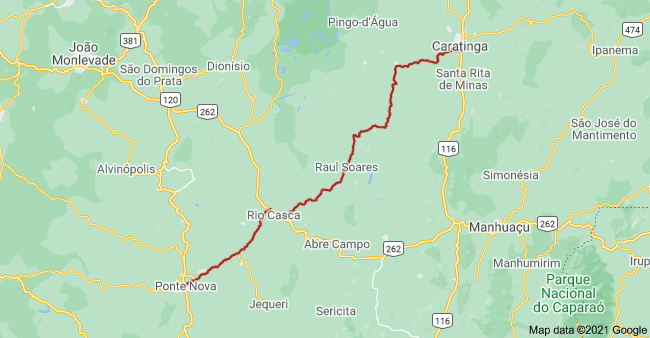 Pingo-d'Água
474
João
Monlevade
381
Caratinga
Ipanema
São Domingos
do Prata
Dionísio
Santa Rita
de Minas
120
262
São José do
Mantimento
116
Alvinópolis
Raul Soares
Simonésia
Rio Casca
Manhuaçu
262
Abre Campo
262
Manhumirim
Irup
Ponte Nova
Parque
Nacional
do Caparaó
Jequeri
Sericita
116
Map data ©2021 Google